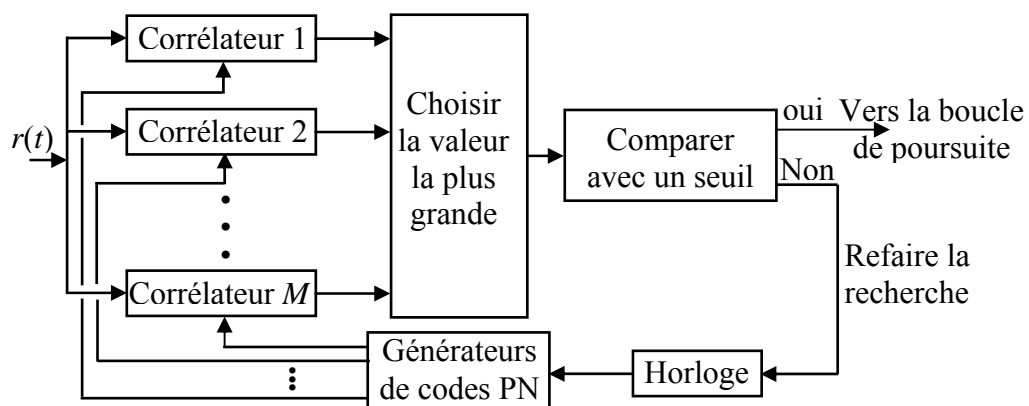 Corrélateur 1
r(t)
Corrélateur 2
Corrélateur M
Choisir
la valeur
la plus
grande
Comparer
avec un seuil
oui
Vers la boucle
de poursuite
Non
Refaire la
recherche
Horloge
Générateurs
de codes PN